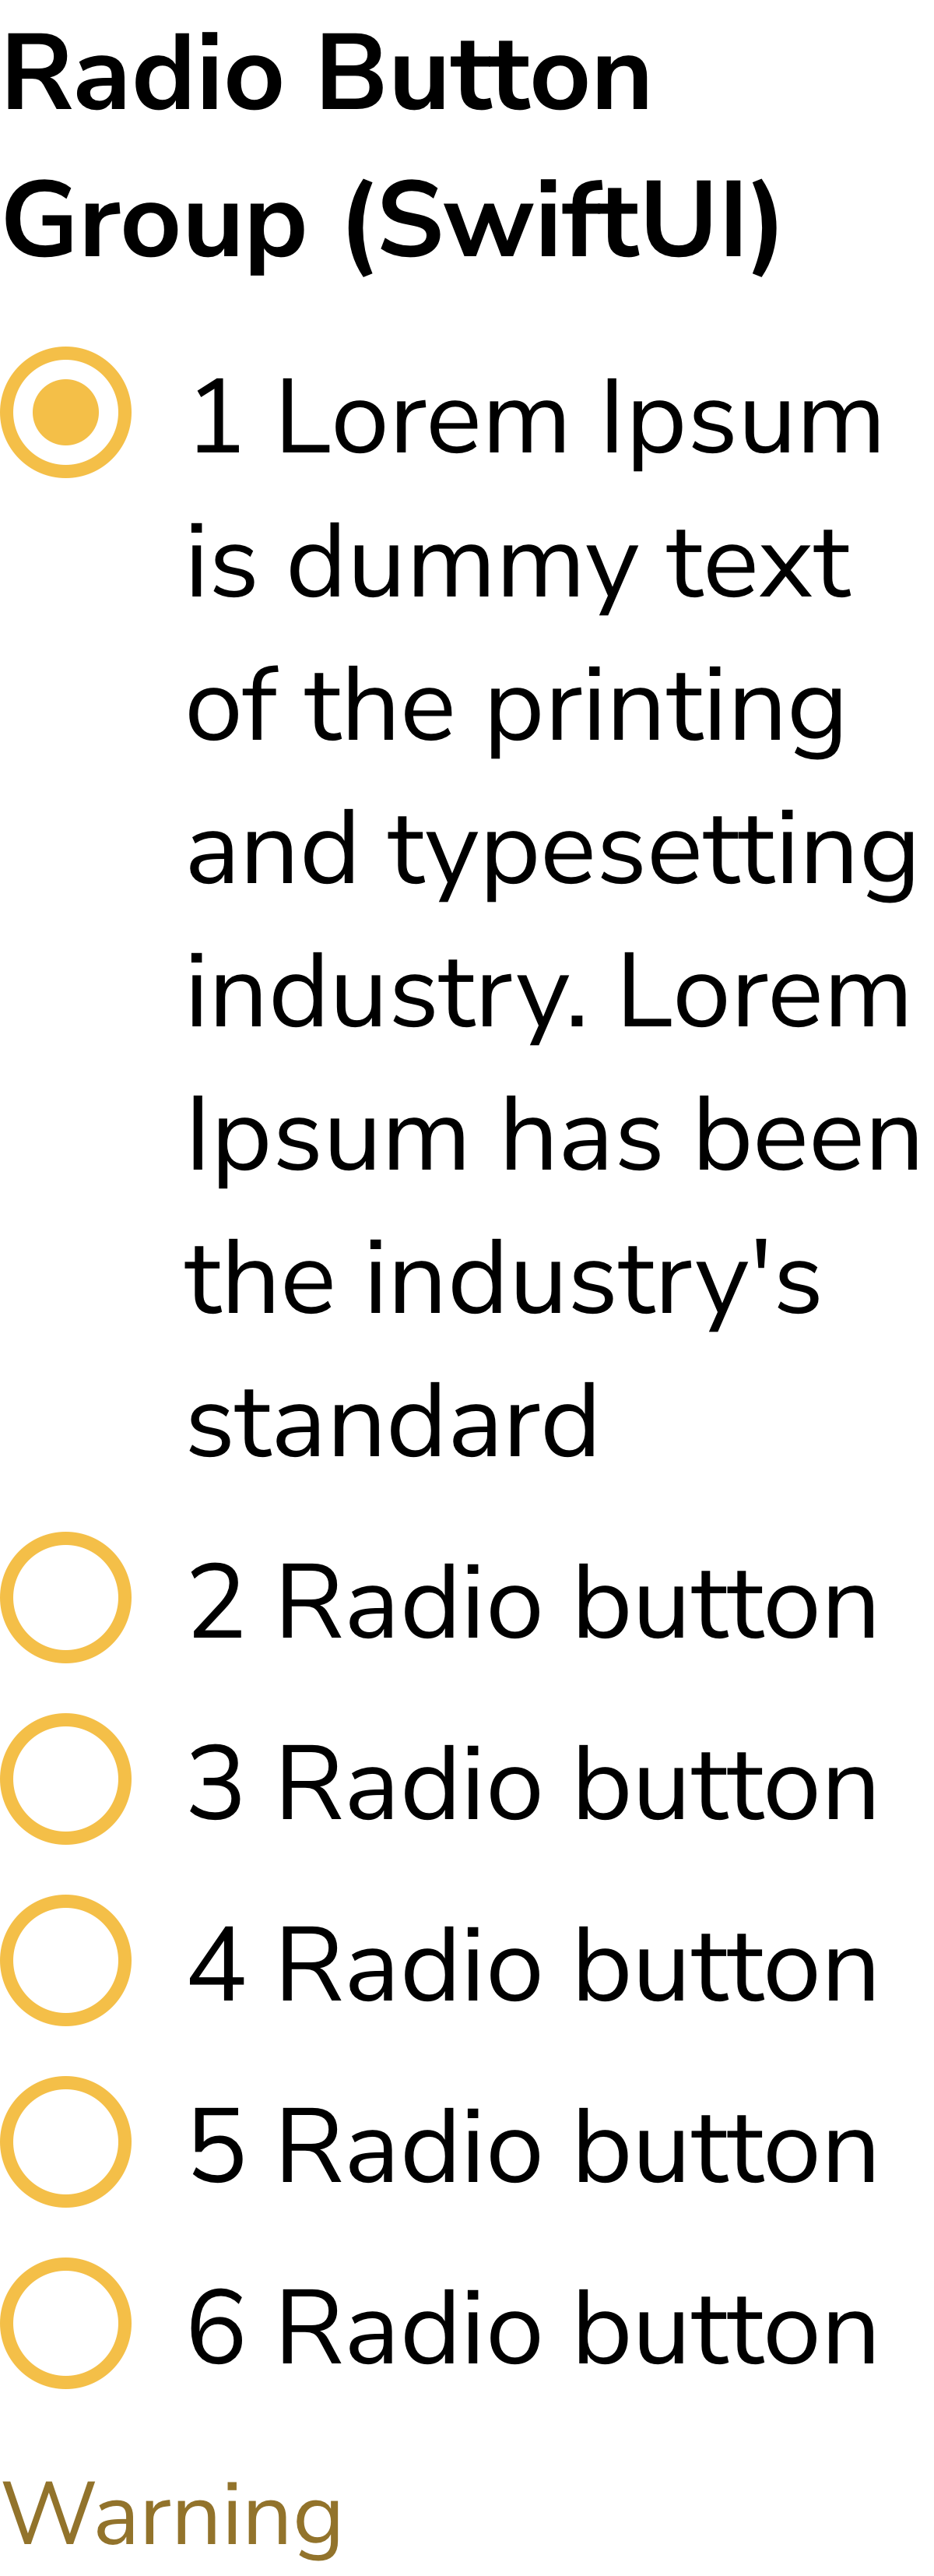 Radio Button
Group (SwiftUI)
1 Lorem Ipsum
is dummy text
of the printing
and typesetting
industry. Lorem
Ipsum has been
the industry's
standard
2 Radio button
3 Radio button
4 Radio button
5 Radio button
6 Radio button
Warning